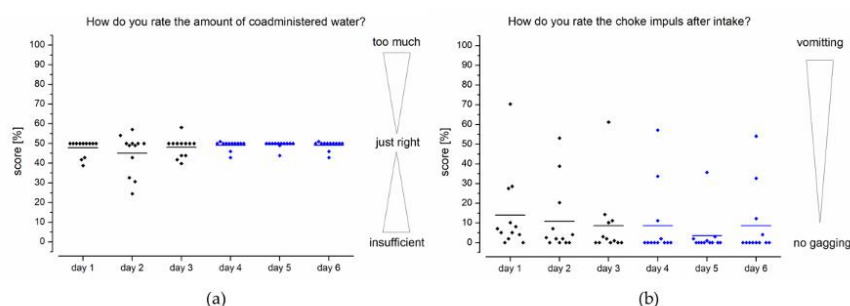 How do you rate the amount of coadministered water?
100
90
80
70
60
50
40
30
20
10
0
score [%]
day 1 day 2 day 3 day 4 day 5 day 6
too much
just right
insufficient
(a)
How do you rate the choke impuls after intake?
100
90
80
70
60
50
40
30
20
10
0
score [%]
day 1 day 2 day 3 day 4 day 5 day 6
vomitting
no gagging
(b)